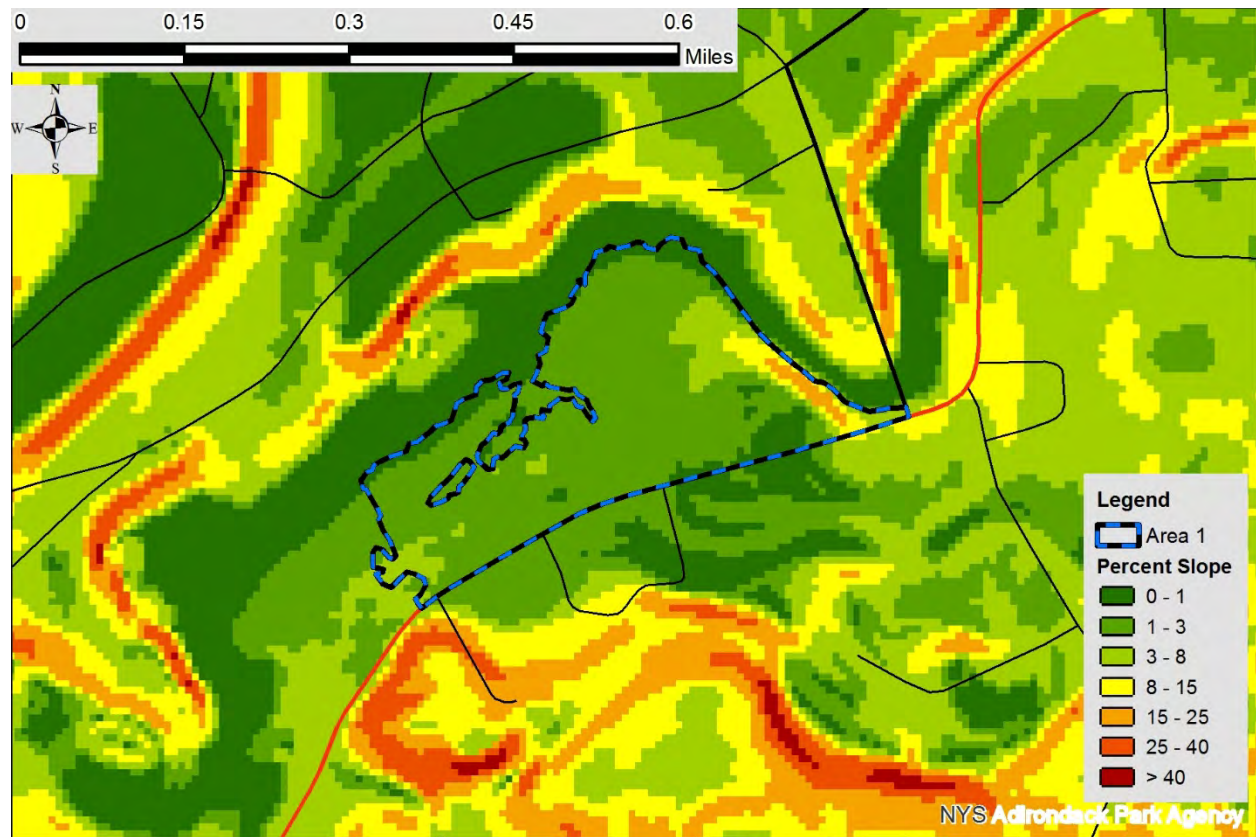 0 0.15 0.3 0.45 0.6
Miles
N
W E
S
Legend
Area 1
Percent Slope
0 - 1
1 - 3
3 - 8
8 - 15
15 - 25
25 - 40
> 40
NYS Adirondack Park Agency